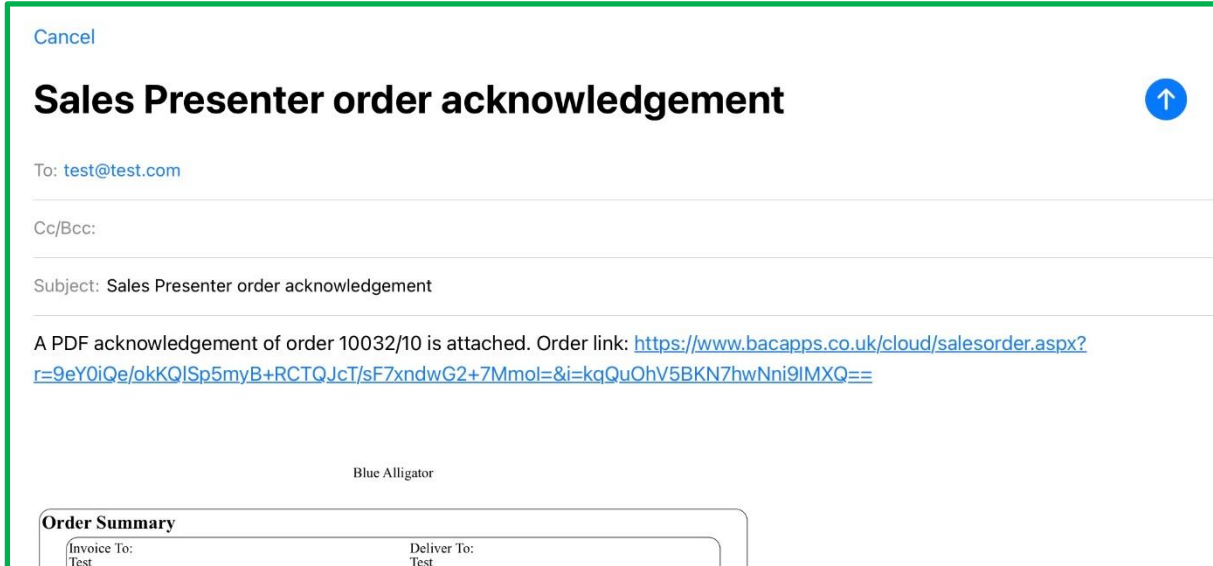 Cancel
Sales Presenter order acknowledgement
To: test@test.com
Cc/Bcc:
Subject: Sales Presenter order acknowledgement
A PDF acknowledgement of order 10032/10 is attached. Order link: https://www.bacapps.co.uk/cloud/salesorder.aspx?
r=9eY0iQe/okKQlSp5myB+RCTQJcT/sF7xndwG2+7Mmol=&i=kqQuOhV5BKN7hwNni9IMXQ==
Blue Alligator
Order Summary
Invoice To: Deliver To:
Test Test